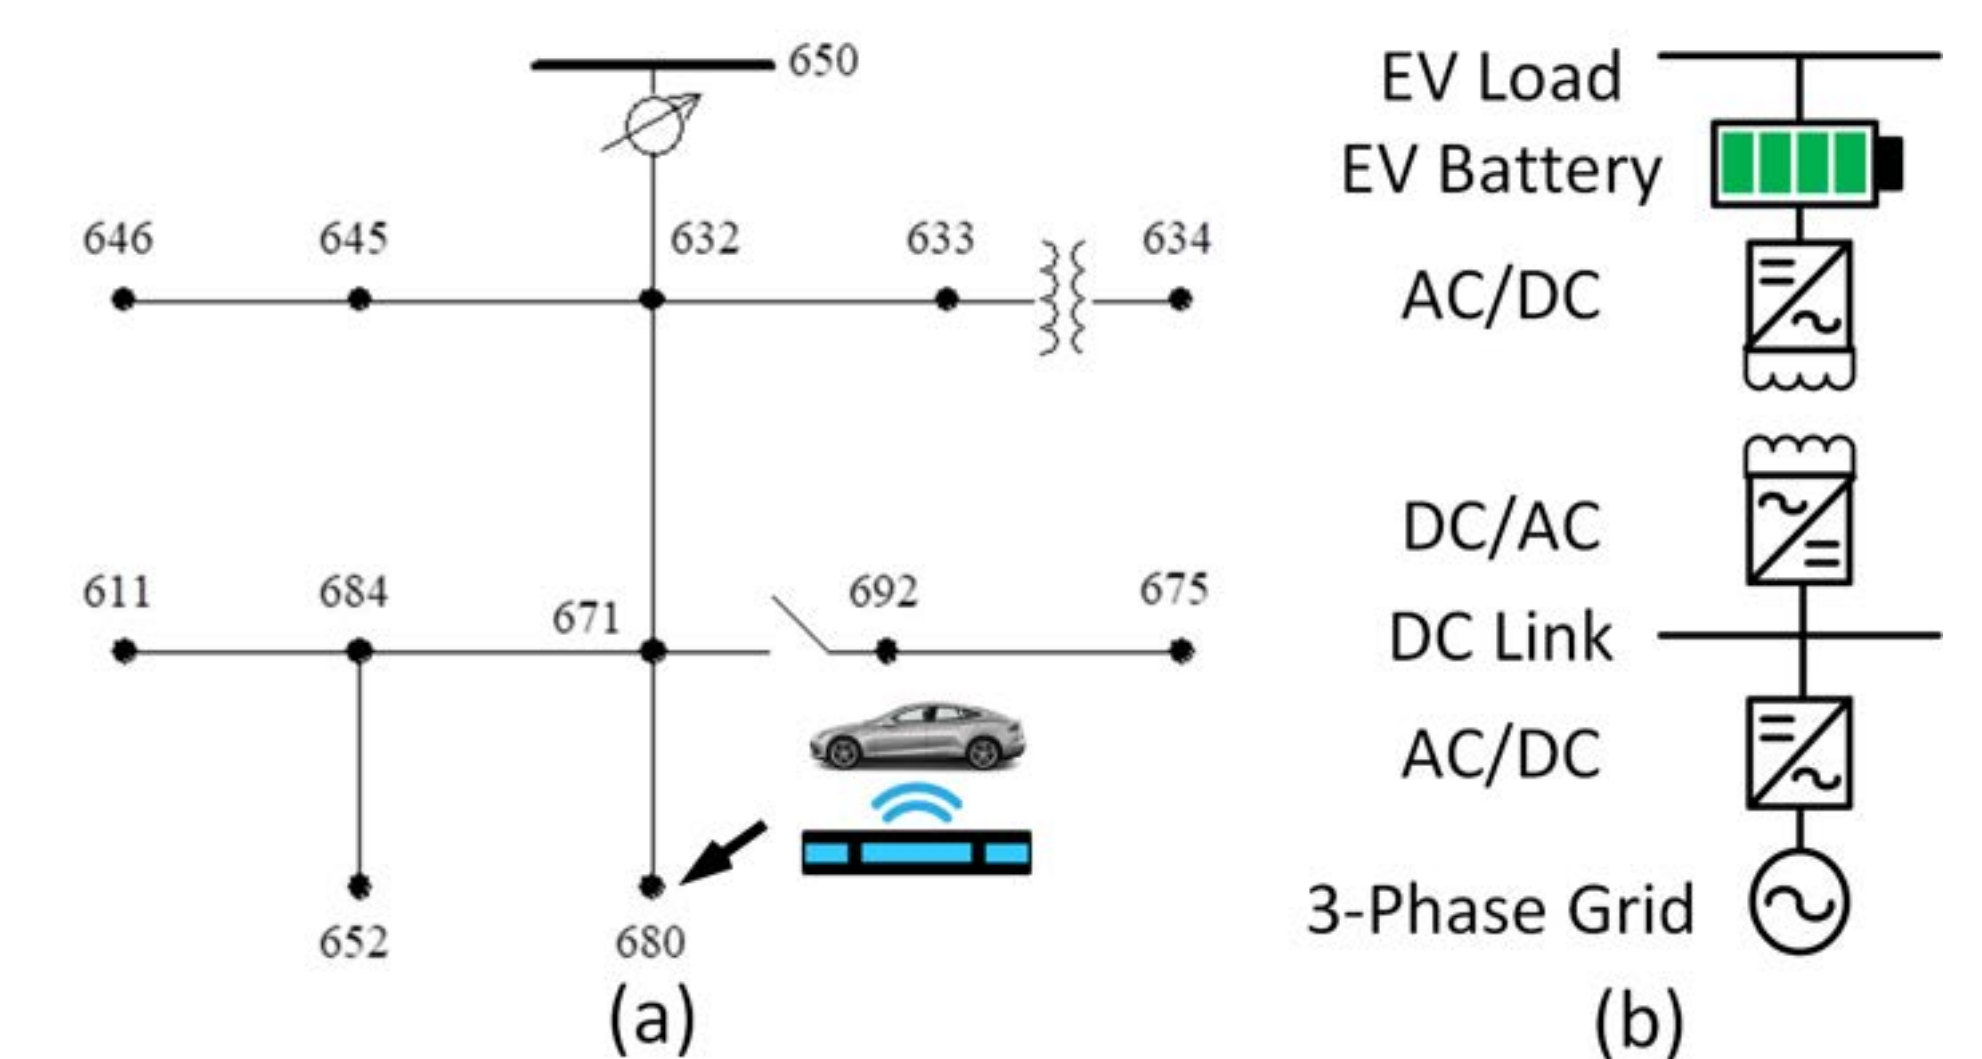 650
646
645
632
633
634
611
684
671
692
675
652
680
(a)
EV Load
EV Battery
AC/DC
DC/AC
DC Link
AC/DC
3-Phase Grid
(b)